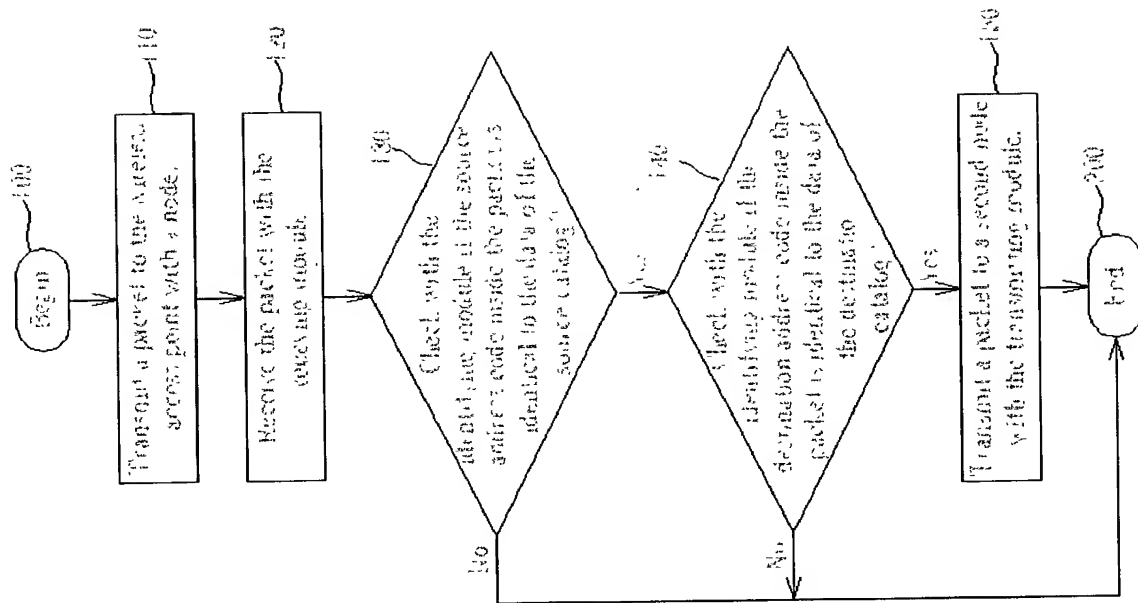 Begin
100
Transmit a packet to the wireless
access point with a node.
110
Receive the packet with the
receiving module.
120
Check with the
identifying module if the source
address code inside the packet is
identical to the data of the
source catalog?
130
Yes
No
Check with the
identifying module if the
destination address code inside the
packet is identical to the data of
the destination
catalog?
140
Yes
No
Transmit a packet to a second node
with the transmitting module.
150
End
200